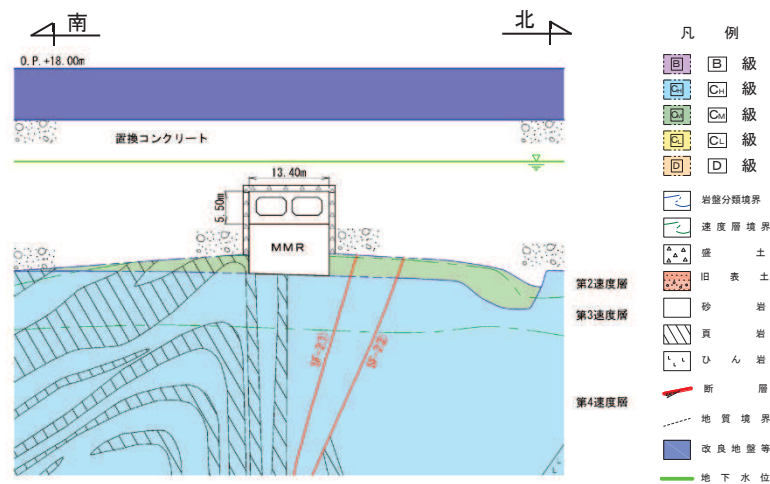 南
北
O.P.+18.00m
置換コンクリート
13.40m
5.50m
MMR
第2速度層
第3速度層
第4速度層
凡 例
B B 級
CH CH 級
CM CM 級
CL CL 級
D D 級
岩盤分類境界
速度層境界
盛 土
旧 表 土
砂 岩
頁 岩
ひん岩
断 層
地質境界
改良地盤等
地下水位